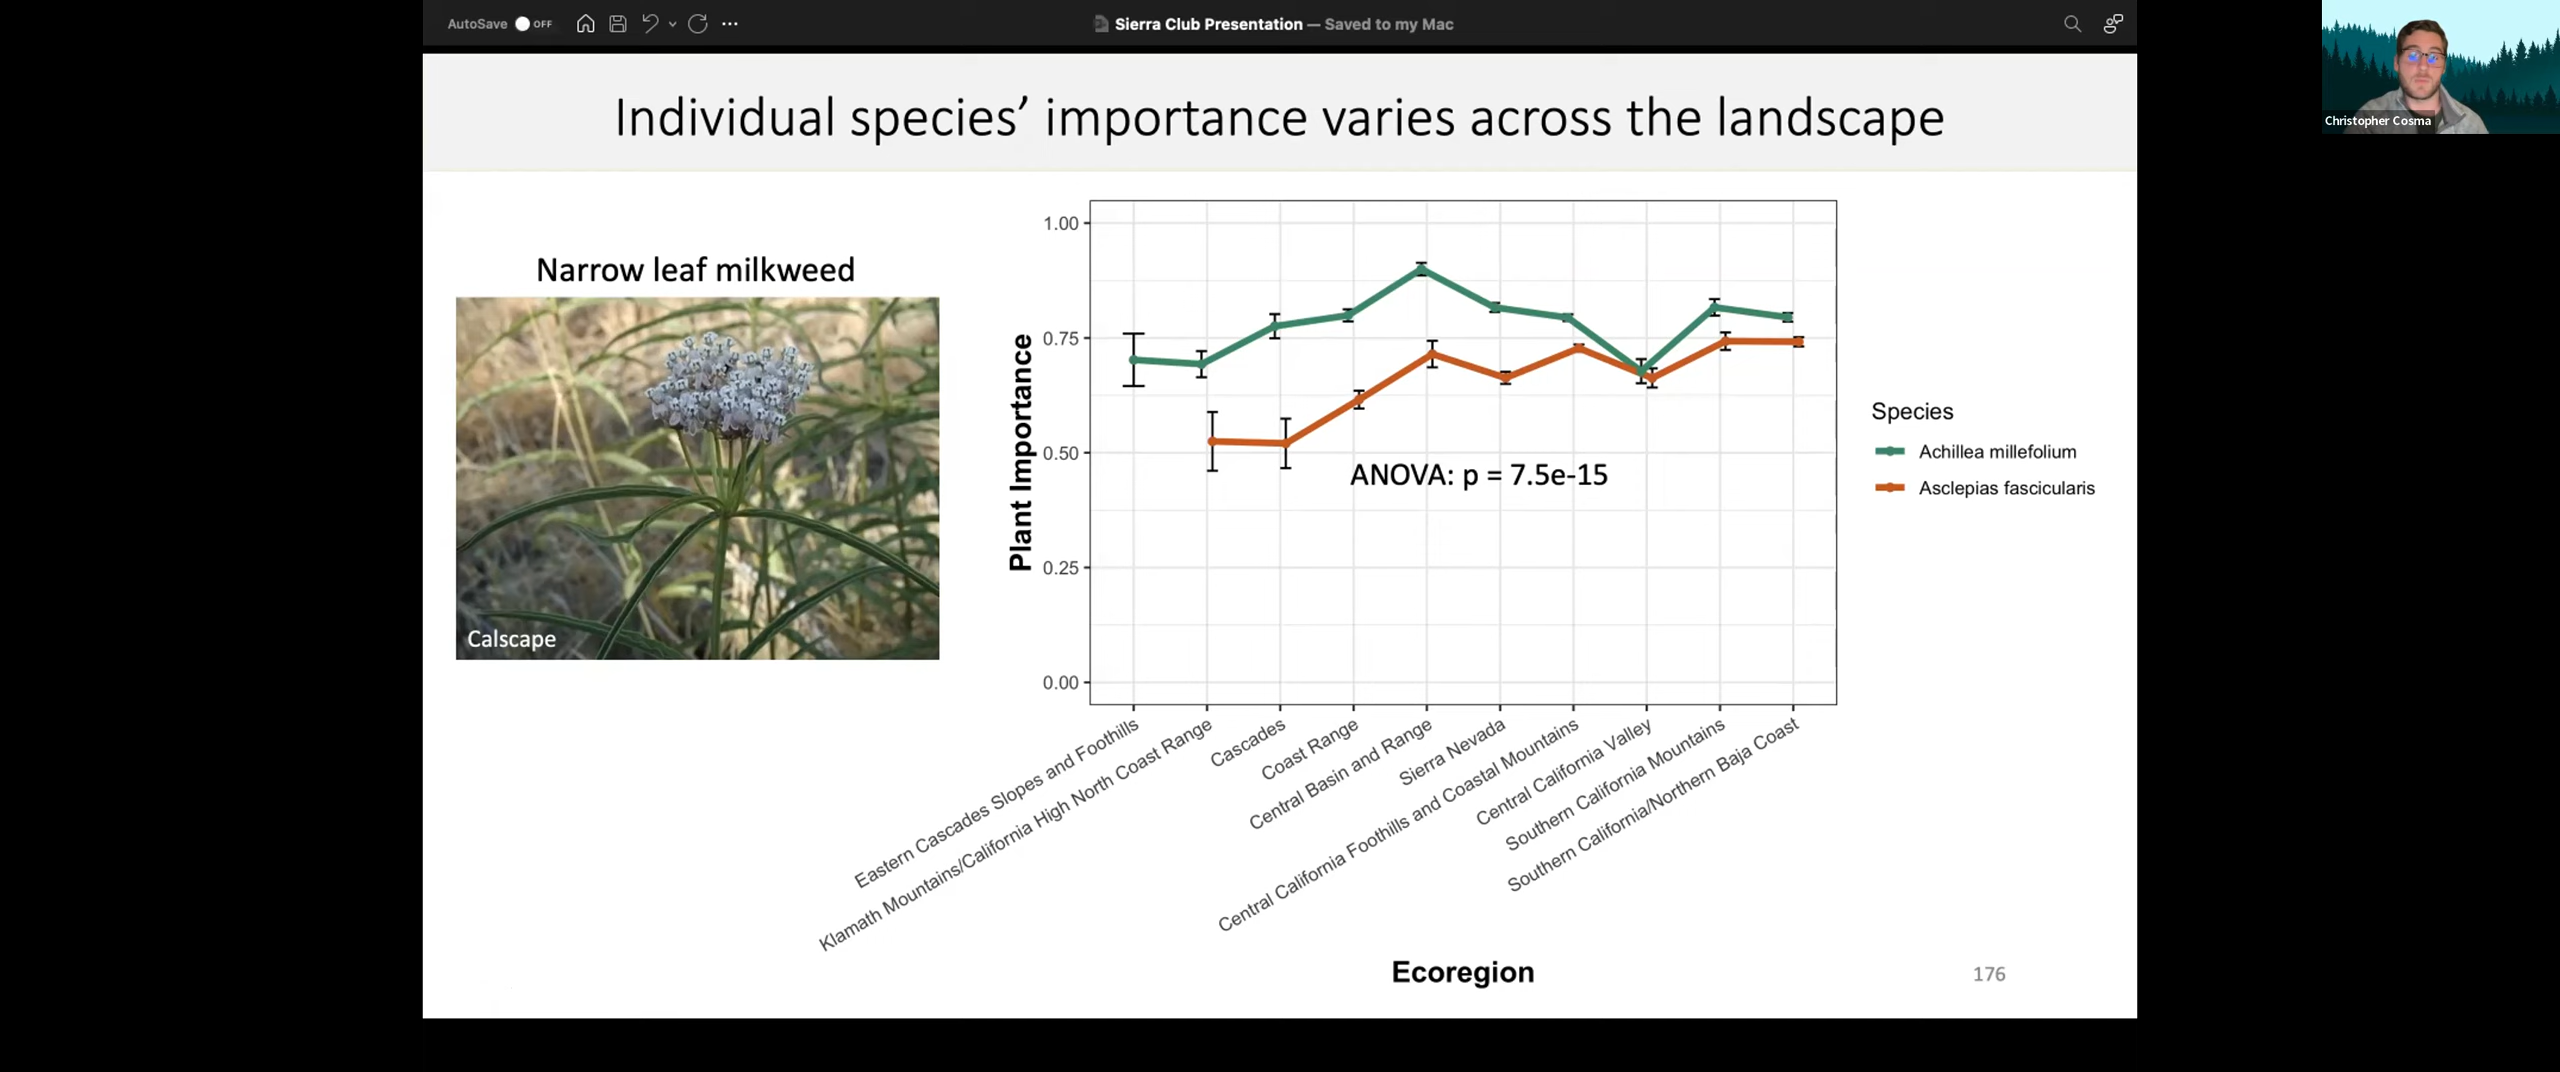 AutoSave OFF
Sierra Club Presentation — Saved to my Mac
Christopher Cosma
Individual species’ importance varies across the landscape
Narrow leaf milkweed
Calscape
Plant Importance
1.00
0.75
0.50
0.25
0.00
ANOVA: p = 7.5e-15
Species
Achillea millefolium
Asclepias fascicularis
Eastern Cascades Slopes and Foothills
Klamath Mountains/California High North Coast Range
Cascades
Coast Range
Central Basin and Range
Sierra Nevada
Central California Foothills and Coastal Mountains
Central California Valley
Southern California Mountains
Southern California/Northern Baja Coast
Ecoregion
176